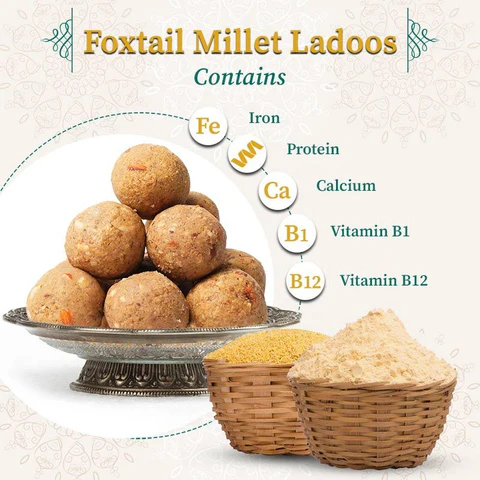 Foxtail Millet Ladoos
Contains
Fe Iron
Protein
Ca Calcium
B1 Vitamin B1
B12 Vitamin B12